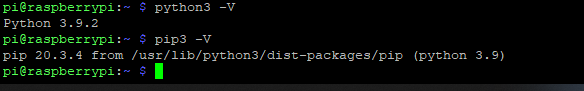 pi@raspberrypi:~ $ python3 -V
Python 3.9.2
pi@raspberrypi:~ $ pip3 -V
pip 20.3.4 from /usr/lib/python3/dist-packages/pip (python 3.9)
pi@raspberrypi:~ $